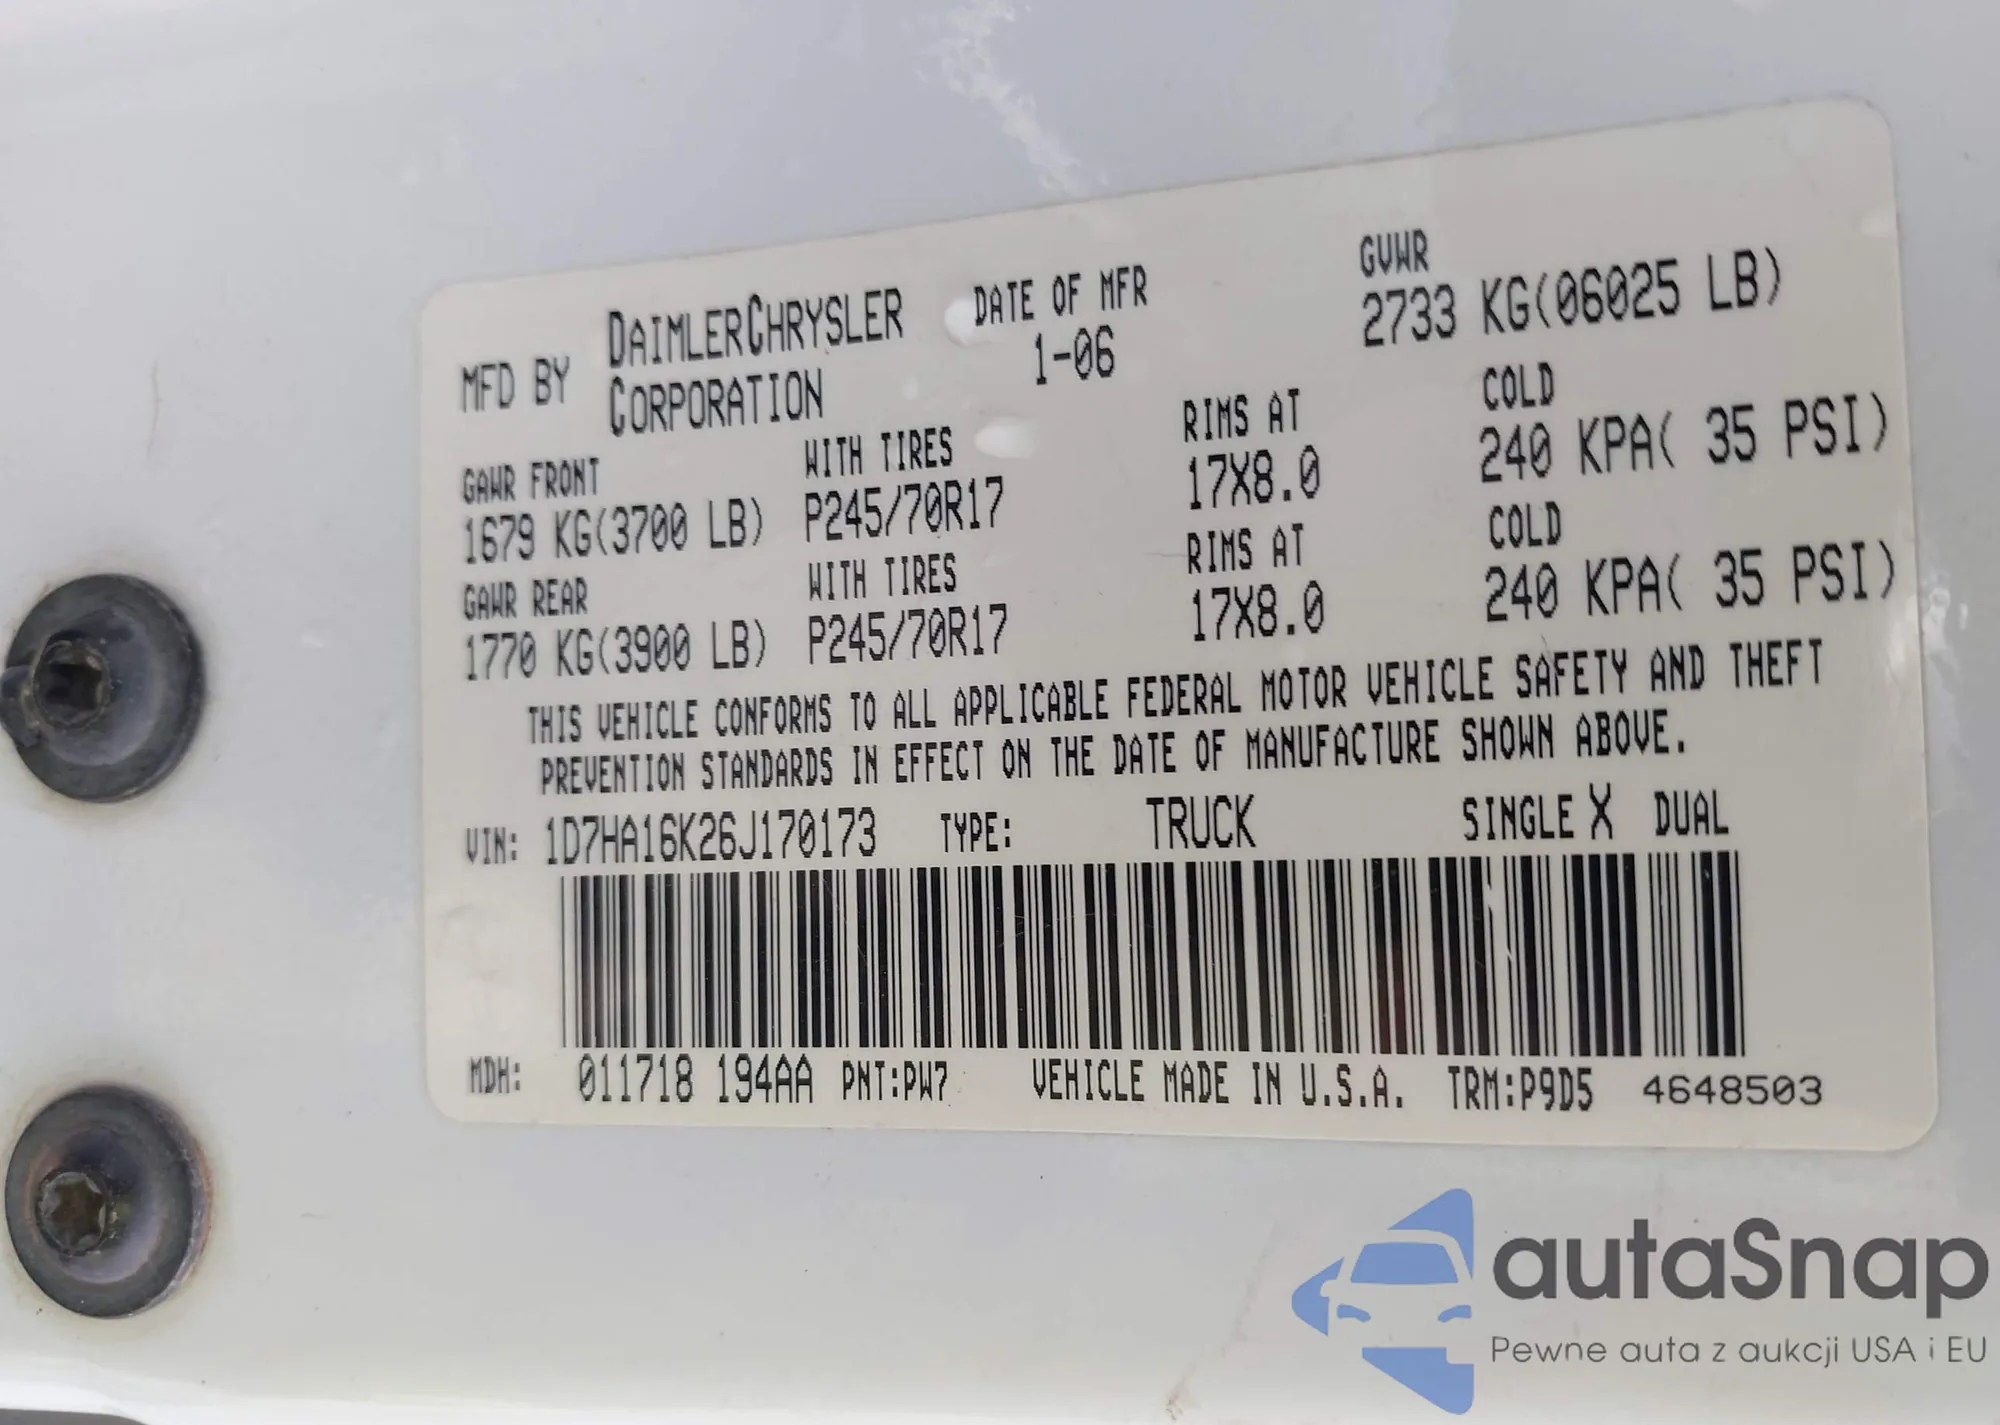 MFD BY DAIMLERCHRYSLER CORPORATION
DATE OF MFR
1-06
GVWR
2733 KG(06025 LB)
GAWR FRONT WITH TIRES RIMS AT COLD
1679 KG(3700 LB) P245/70R17 17X8.0 240 KPA( 35 PSI)
GAWR REAR WITH TIRES RIMS AT COLD
1770 KG(3900 LB) P245/70R17 17X8.0 240 KPA( 35 PSI)
THIS VEHICLE CONFORMS TO ALL APPLICABLE FEDERAL MOTOR VEHICLE SAFETY AND THEFT
PREVENTION STANDARDS IN EFFECT ON THE DATE OF MANUFACTURE SHOWN ABOVE.
VIN: 1D7HA16K26J170173 TYPE: TRUCK SINGLE X DUAL
MDH: 011718 194AA PNT:PW7 VEHICLE MADE IN U.S.A. TRM:P9D5 4648503
autaSnap
Pewne auta z aukcji USA i EU